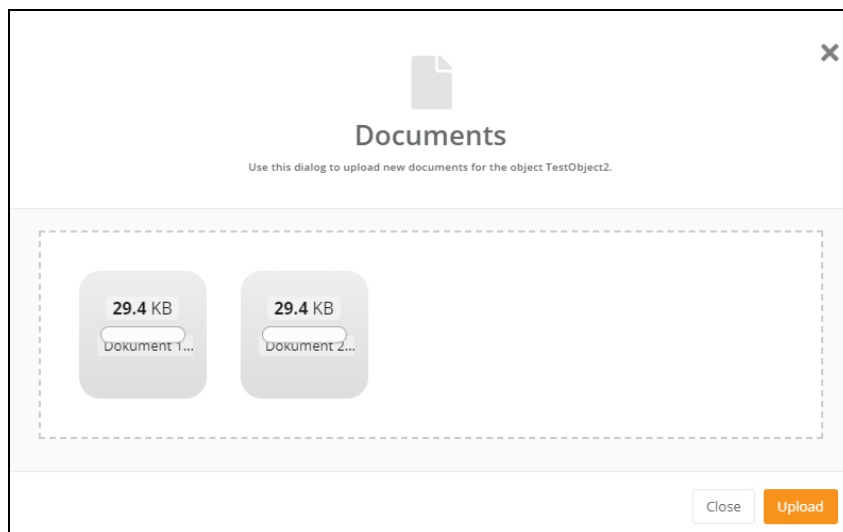 Documents
Use this dialog to upload new documents for the object TestObject2.
29.4 KB
Dokument 1...
29.4 KB
Dokument 2...
Close
Upload